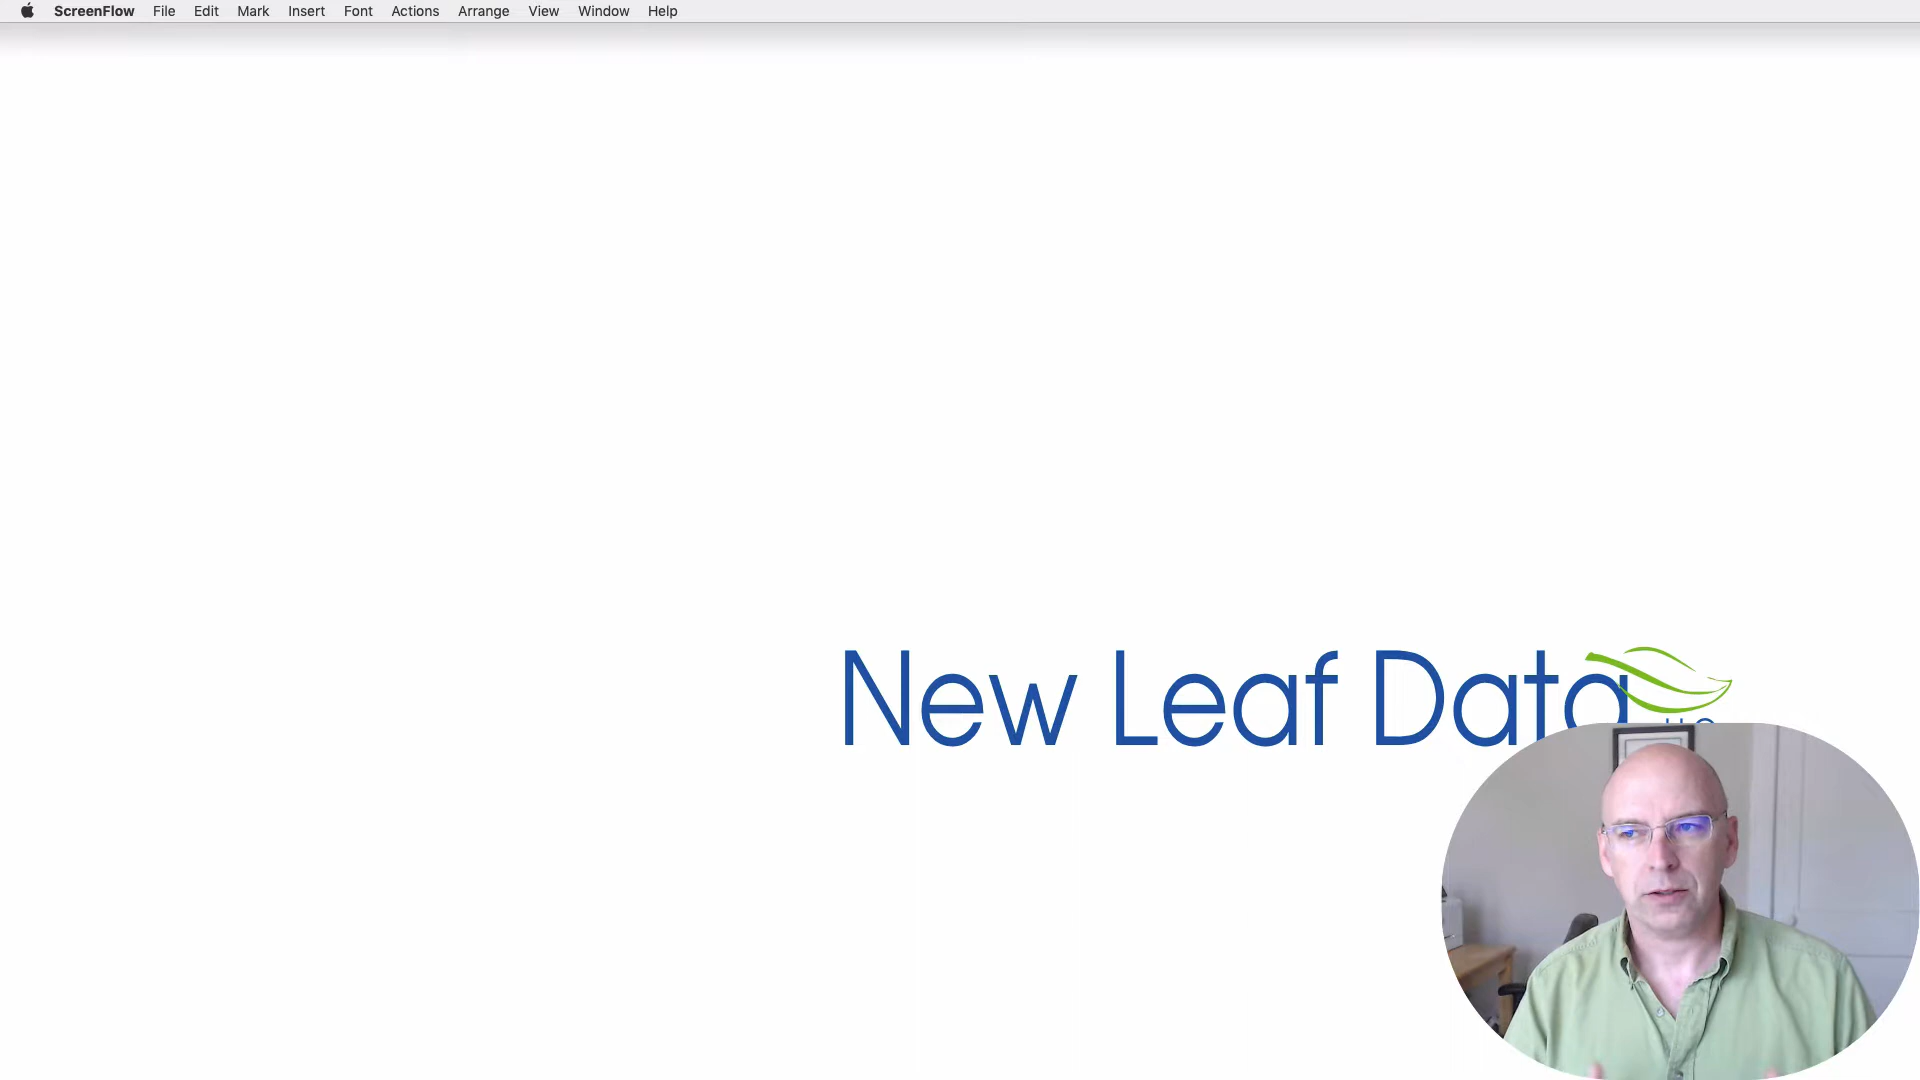 ScreenFlow File Edit Mark Insert Font Actions Arrange View Window Help
New Leaf Data